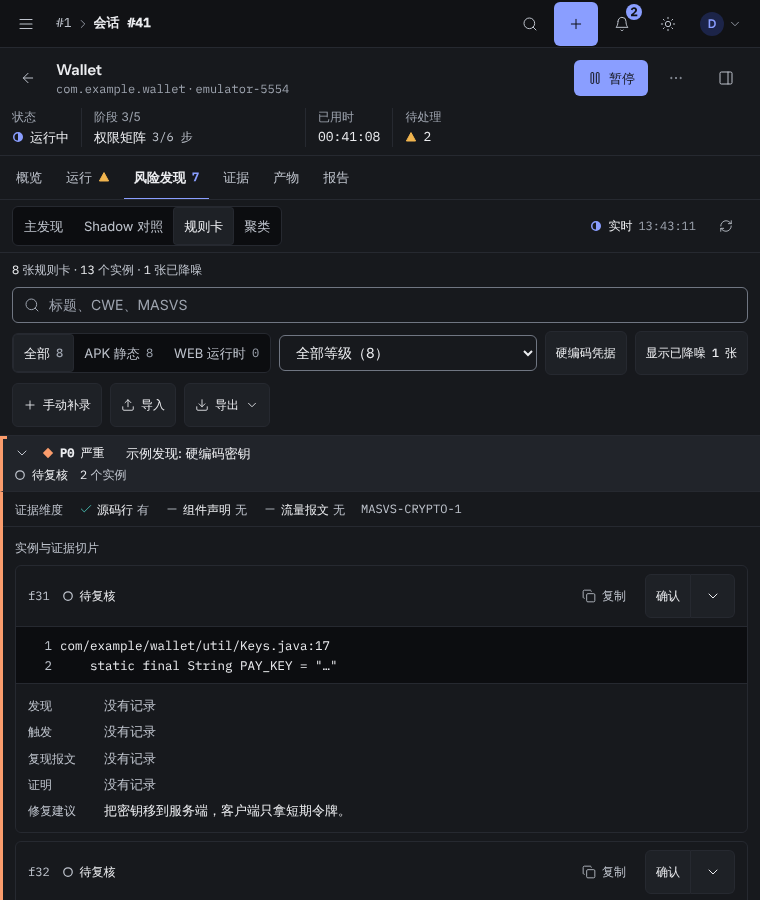 #1 会话 #41 2 D
Wallet
com.example.wallet·emulator-5554
暂停
状态 阶段 3/5 已用时 待处理
运行中 权限矩阵 3/6 步 00:41:08 2
概览 运行 风险发现 7 证据 产物 报告
主发现 Shadow 对照 规则卡 聚类 实时 13:43:11
8 张规则卡 · 13 个实例 · 1 张已降噪
标题、CWE、MASVS
全部 8 APK 静态 8 WEB 运行时 0 全部等级（8） 硬编码凭据 显示已降噪 1 张
手动补录 导入 导出
P0 严重 示例发现: 硬编码密钥
待复核 2 个实例
证据维度 源码行 有 组件声明 无 流量报文 无 MASVS-CRYPTO-1
实例与证据切片
f31 待复核 复制 确认
1 com/example/wallet/util/Keys.java:17
2 static final String PAY_KEY = "…"
发现 没有记录
触发 没有记录
复现报文 没有记录
证明 没有记录
修复建议 把密钥移到服务端，客户端只拿短期令牌。
f32 待复核 复制 确认